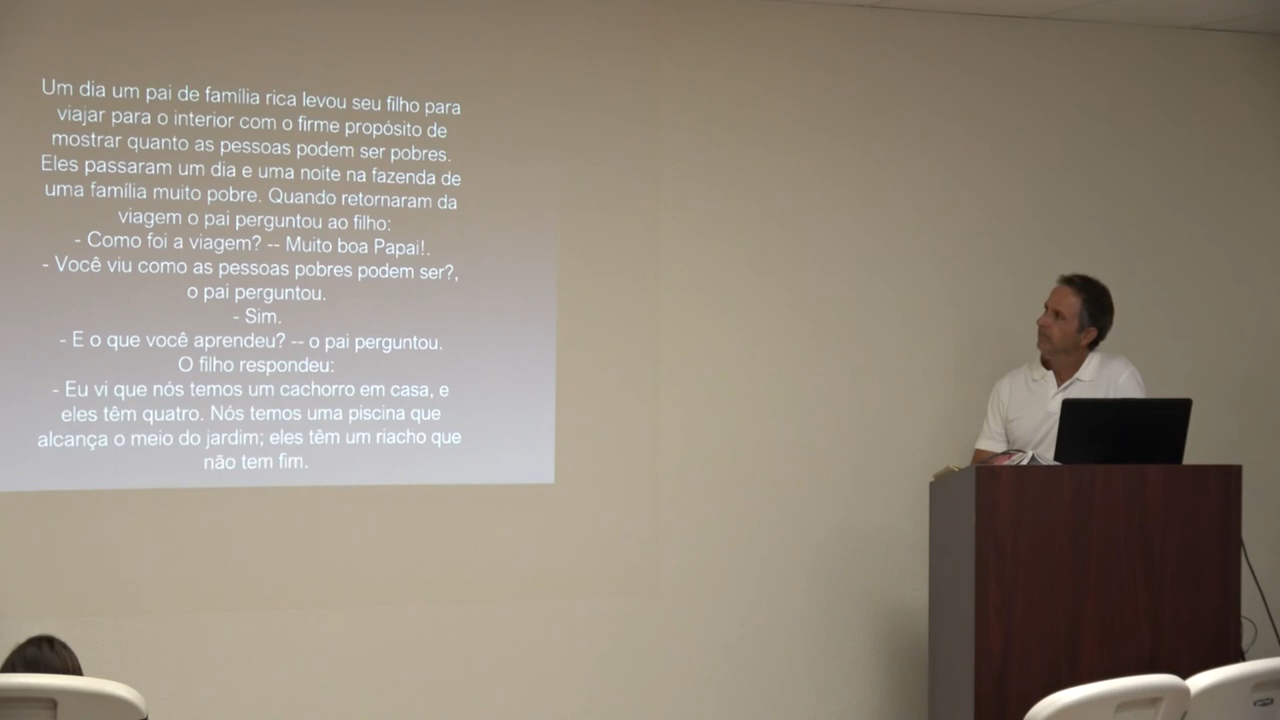 Um dia um pai de família rica levou seu filho para
viajar para o interior com o firme propósito de
mostrar quanto as pessoas podem ser pobres.
Eles passaram um dia e uma noite na fazenda de
uma família muito pobre. Quando retornaram da
viagem o pai perguntou ao filho:
- Como foi a viagem? -- Muito boa Papai!.
- Você viu como as pessoas pobres podem ser?,
o pai perguntou.
- Sim.
- E o que você aprendeu? -- o pai perguntou.
O filho respondeu:
- Eu vi que nós temos um cachorro em casa, e
eles têm quatro. Nós temos uma piscina que
alcança o meio do jardim; eles têm um riacho que
não tem fim.